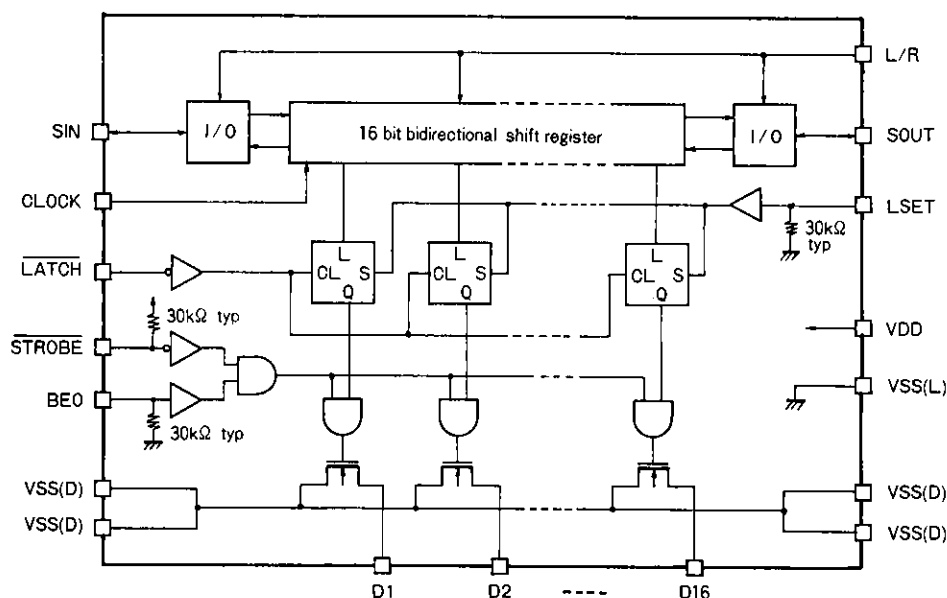 L/R
SIN
I/O
16 bit bidirectional shift register
I/O
SOUT
CLOCK
LSET
30kΩ
typ
LATCH
L
CL S
Q
L
CL S
Q
L
CL S
Q
30kΩ typ
STROBE
VDD
BEO
30kΩ typ
VSS(L)
VSS(D)
VSS(D)
VSS(D)
VSS(D)
D1
D2
D16